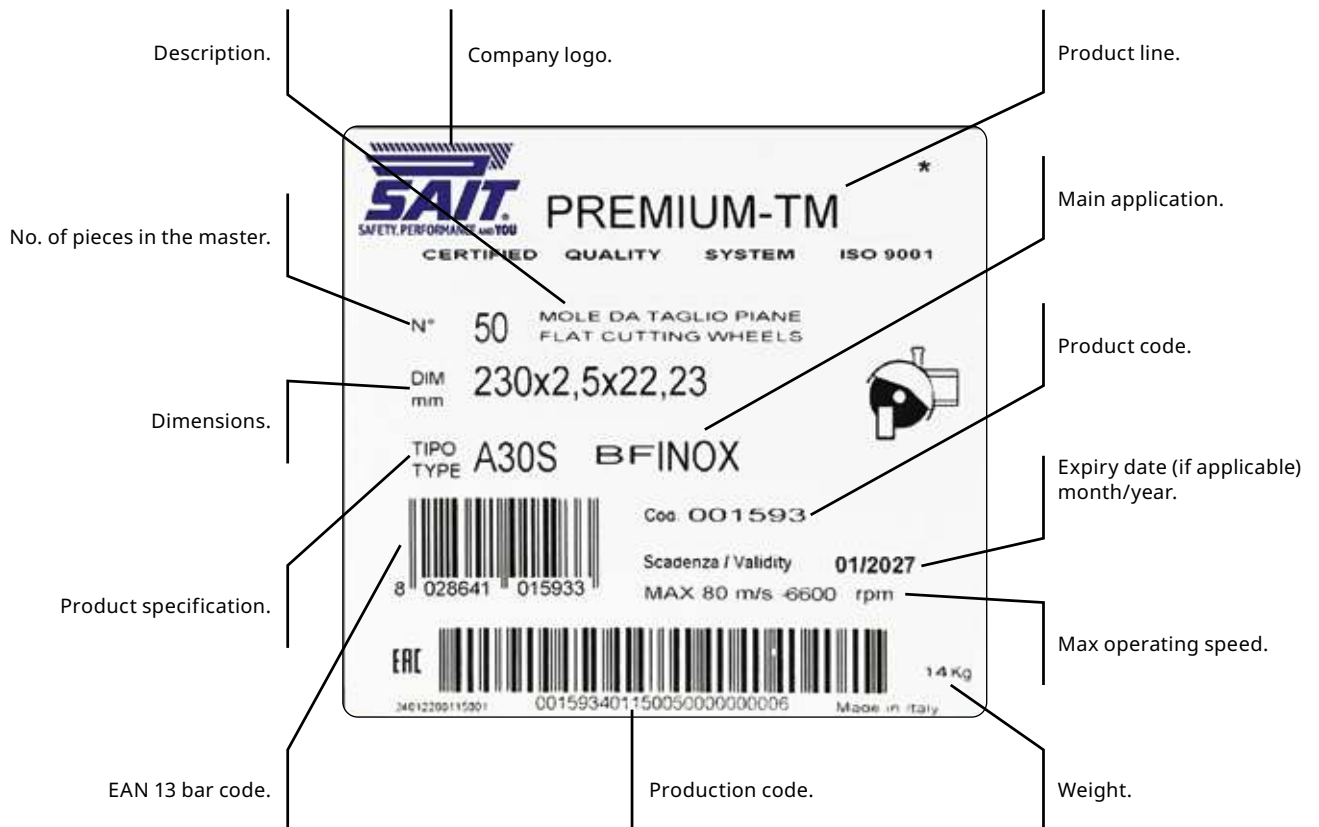 Description.
Company logo.
Product line.
SAIT
SAFETY, PERFORMANCE AND YOU
PREMIUM-TM
*
Main application.
No. of pieces in the master.
CERTIFIED QUALITY SYSTEM ISO 9001
N° 50 MOLE DA TAGLIO PIANE
FLAT CUTTING WHEELS
Product code.
DIM
mm
230x2,5x22,23
Dimensions.
TIPO
TYPE
A30S BFINOX
Expiry date (if applicable)
month/year.
Cod. 001593
Scadenza / Validity 01/2027
8 028641 015933
MAX 80 m/s -6600 rpm
Product specification.
Max operating speed.
EAC
14 Kg
24012200115001
Made in Italy
EAN 13 bar code.
Production code.
Weight.